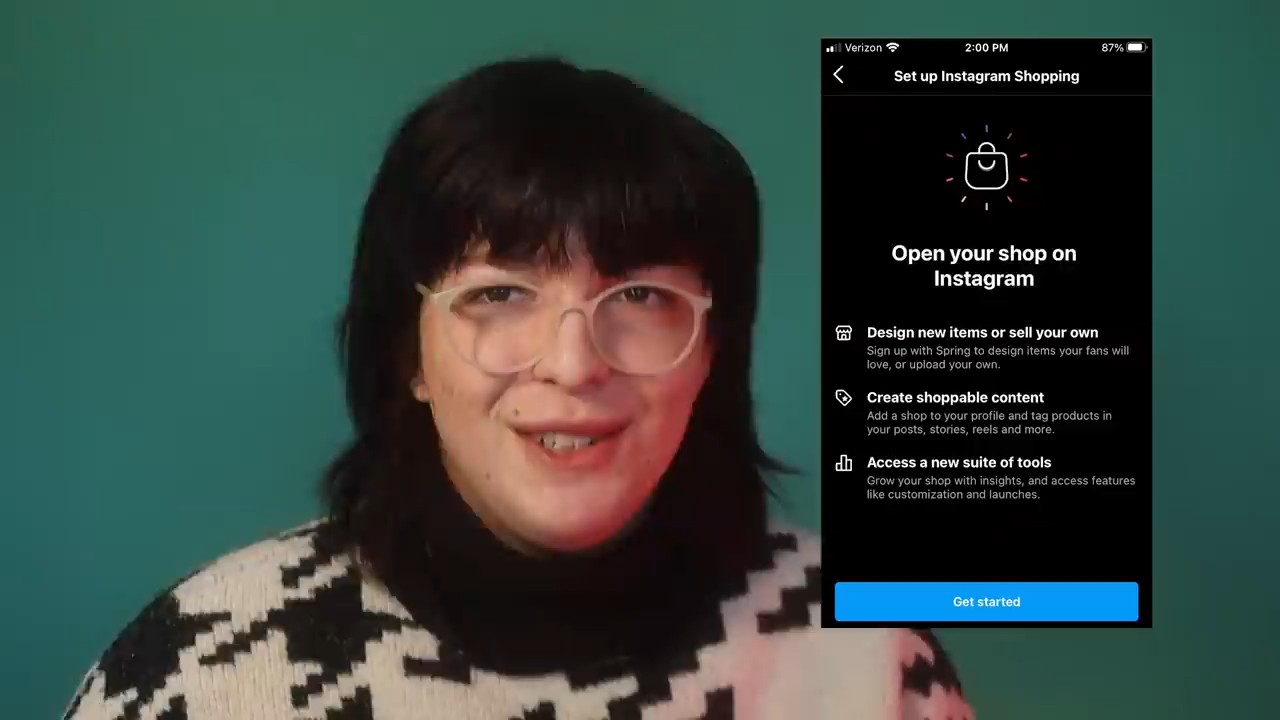 Verizon 2:00 PM 87%
Set up Instagram Shopping
Open your shop on
Instagram
Design new items or sell your own
Sign up with Spring to design items your fans will
love, or upload your own.
Create shoppable content
Add a shop to your profile and tag products in
your posts, stories, reels and more.
Access a new suite of tools
Grow your shop with insights, and access features
like customization and launches.
Get started